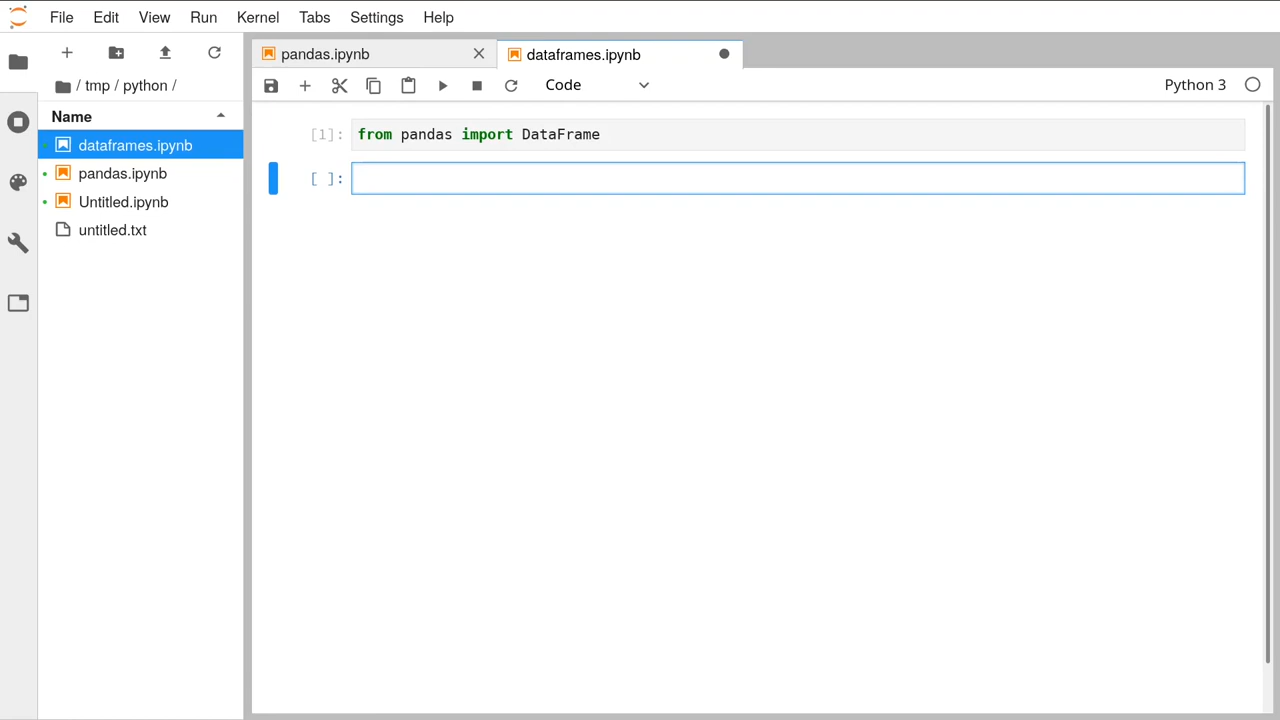 File Edit View Run Kernel Tabs Settings Help
pandas.ipynb
dataframes.ipynb
Code
Python 3
/ tmp / python /
Name
dataframes.ipynb
pandas.ipynb
Untitled.ipynb
untitled.txt
[1]: from pandas import DataFrame
[ ]: